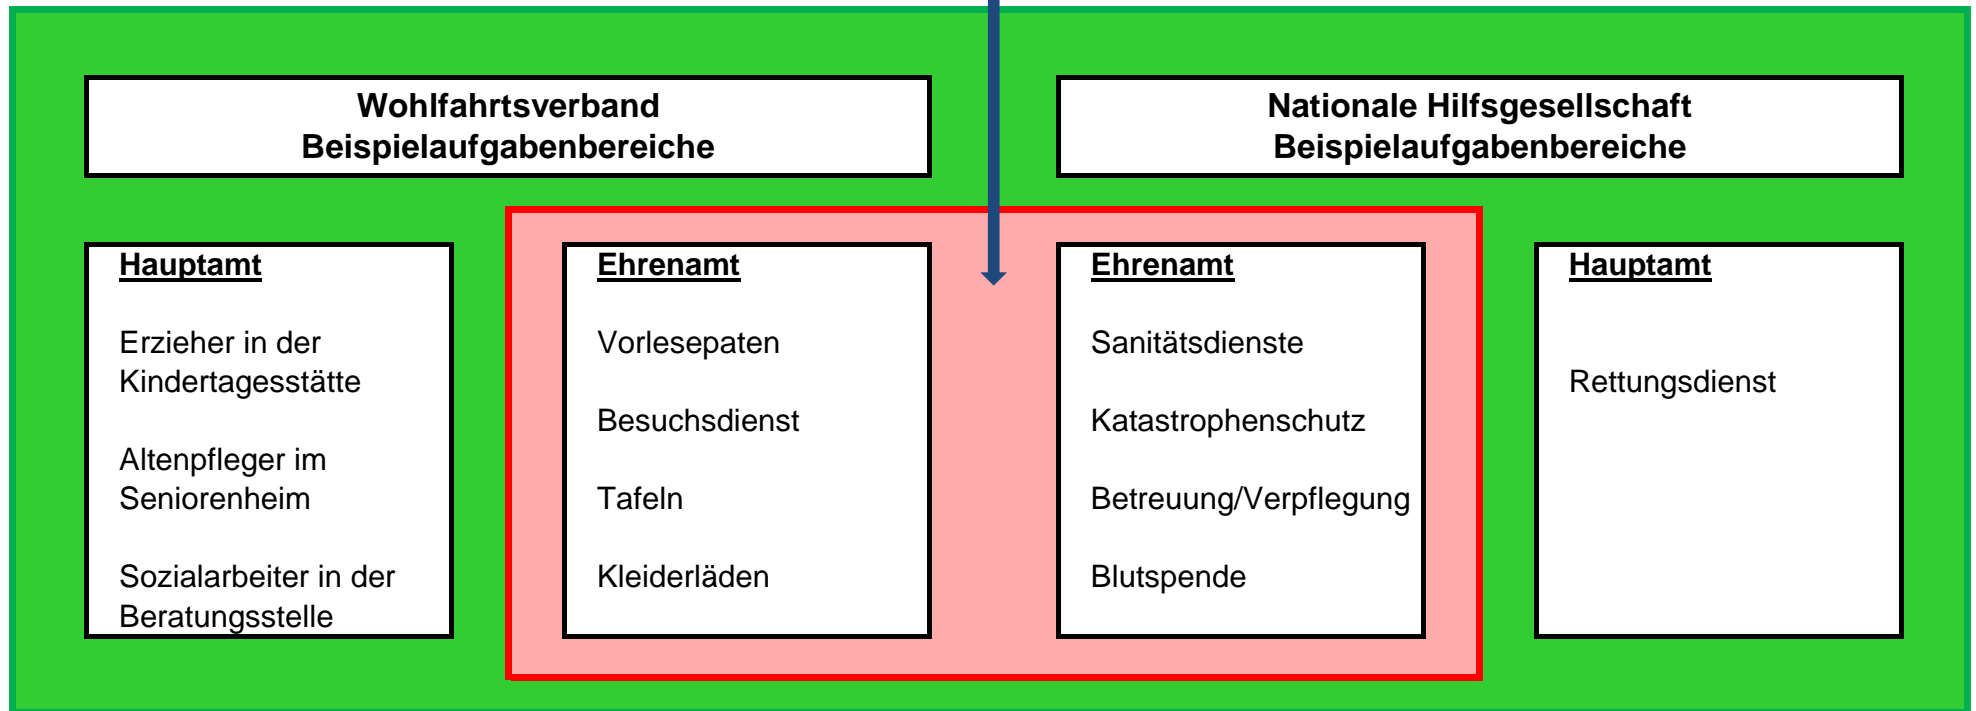 Wohlfahrtsverband
Beispielaufgabenbereiche
Nationale Hilfsgesellschaft
Beispielaufgabenbereiche
Hauptamt
Erzieher in der
Kindertagesstätte
Altenpfleger im
Seniorenheim
Sozialarbeiter in der
Beratungsstelle
Ehrenamt
Vorlesepaten
Besuchsdienst
Tafeln
Kleiderläden
Ehrenamt
Sanitätsdienste
Katastrophenschutz
Betreuung/Verpflegung
Blutspende
Hauptamt
Rettungsdienst